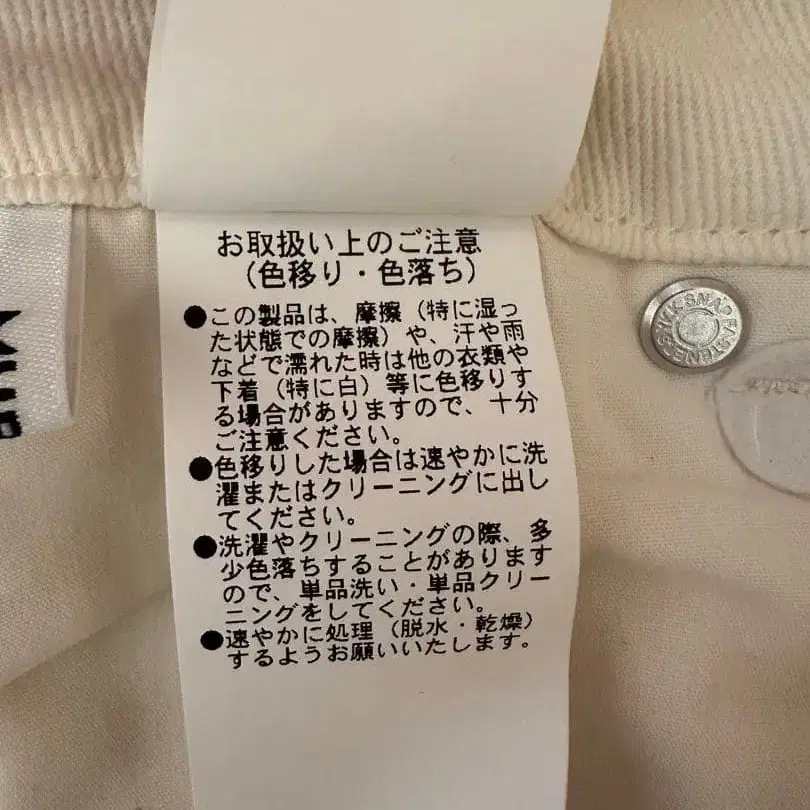 お取扱い上のご注意
（色移り・色落ち）
●この製品は、摩擦（特に湿っ
た状態での摩擦）や、汗や雨
などで濡れた時は他の衣類や
下着（特に白）等に色移りす
る場合がありますので、十分
ご注意ください。
●色移りした場合は速やかに洗
濯またはクリーニングに出し
てください。
●洗濯やクリーニングの際、多
少色落ちすることがあります
ので、単品洗い・単品クリー
ニングをしてください。
●速やかに処理（脱水・乾燥）
するようお願いいたします。